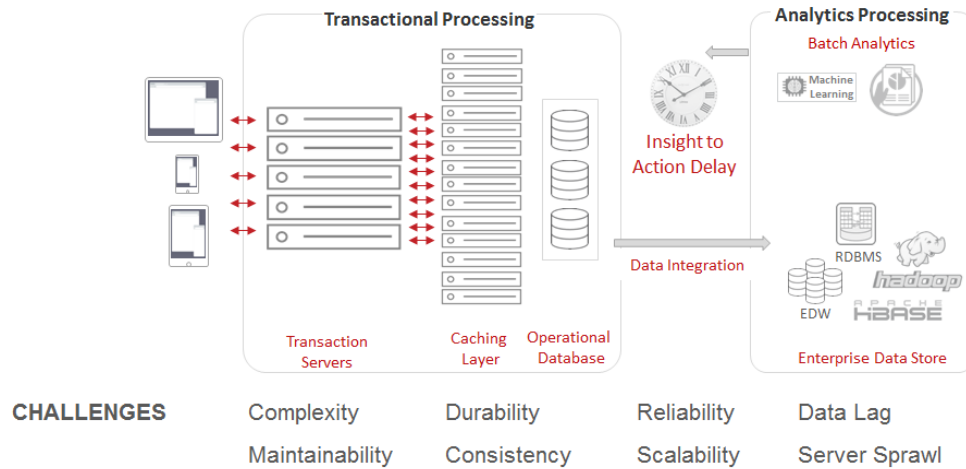 Transactional Processing
Analytics Processing
Batch Analytics
Machine
Learning
XII
Insight to
Action Delay
Data Integration
RDBMS
hadoop
EDW
APACHE
HBASE
Transaction
Servers
Caching
Layer
Operational
Database
Enterprise Data Store
CHALLENGES Complexity Durability Reliability Data Lag
Maintainability Consistency Scalability Server Sprawl